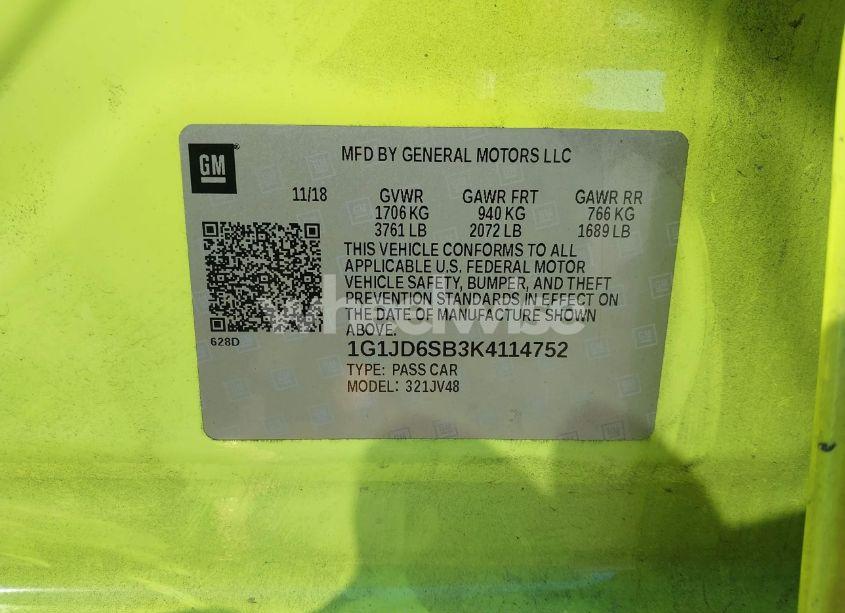 GM
MFD BY GENERAL MOTORS LLC
11/18 GVWR GAWR FRT GAWR RR
1706 KG 940 KG 766 KG
3761 LB 2072 LB 1689 LB
THIS VEHICLE CONFORMS TO ALL
APPLICABLE U.S. FEDERAL MOTOR
VEHICLE SAFETY, BUMPER, AND THEFT
PREVENTION STANDARDS IN EFFECT ON
THE DATE OF MANUFACTURE SHOWN
ABOVE.
628D
1G1JD6SB3K4114752
TYPE: PASS CAR
MODEL: 321JV48